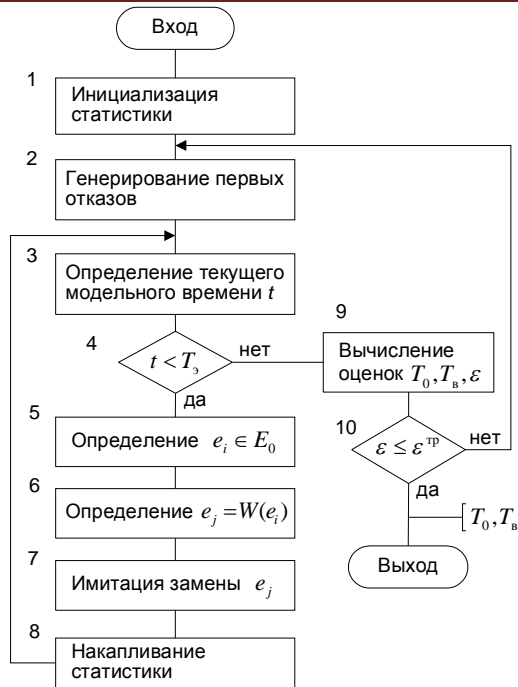 Вход
1
Инициализация
статистики
2
Генерирование первых
отказов
3
Определение текущего
модельного времени t
4
t < Tэ
нет
да
5
Определение eᵢ ∈ E₀
6
Определение eⱼ =W(eᵢ)
7
Имитация замены eⱼ
8
Накапливание
статистики
9
Вычисление
оценок T₀, Tв, ε
10
ε ≤ εᵗᵖ
нет
да
T₀, Tв
Выход